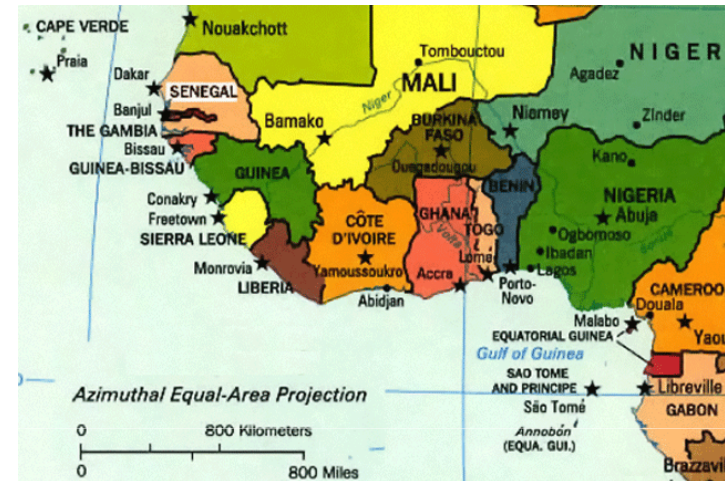 CAPE VERDE
Praia
Nouakchott
Tombouctou
NIGER
Agadez
MALI
Dakar
SENEGAL
Banjul
THE GAMBIA
Bamako
Niger
BURKINA
FASO
Niamey
Zinder
Bissau
GUINEA-BISSAU
GUINEA
Ouagadougou
BENIN
Kano
NIGERIA
Abuja
Conakry
Freetown
SIERRA LEONE
CÔTE
D'IVOIRE
Yamoussoukro
GHANA
Volta
TOGO
Lomé
Ogbomoso
Ibadan
Lagos
Benue
Monrovia
LIBERIA
Abidjan
Accra
Porto-
Novo
CAMEROO
Douala
Malabo
Yaou
EQUATORIAL GUINEA
Gulf of Guinea
SAO TOME
AND PRINCIPE
São Tomé
Libreville
GABON
Annobón
(EQUA. GUI.)
Brazzavil
Azimuthal Equal-Area Projection
0 800 Kilometers
0 800 Miles